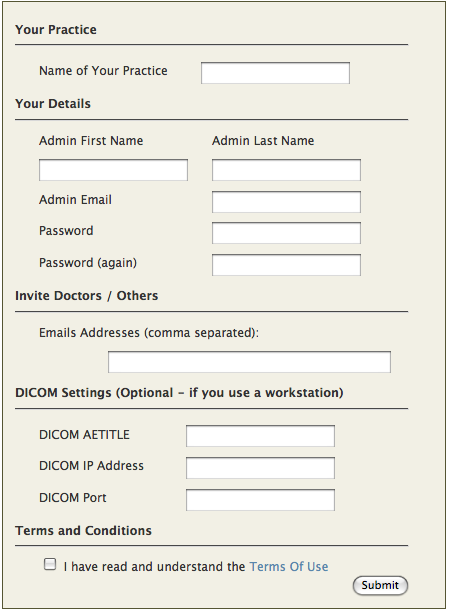 Your Practice
Name of Your Practice
Your Details
Admin First Name Admin Last Name
Admin Email
Password
Password (again)
Invite Doctors / Others
Emails Addresses (comma separated):
DICOM Settings (Optional – if you use a workstation)
DICOM AETITLE
DICOM IP Address
DICOM Port
Terms and Conditions
I have read and understand the Terms Of Use
Submit